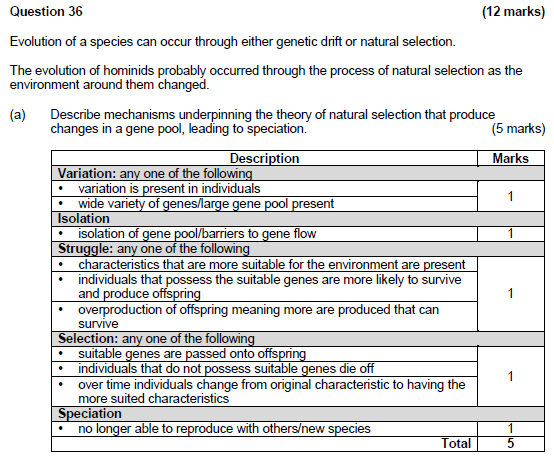 Question 36 (12 marks)
Evolution of a species can occur through either genetic drift or natural selection.
The evolution of hominids probably occurred through the process of natural selection as the
environment around them changed.
(a) Describe mechanisms underpinning the theory of natural selection that produce
changes in a gene pool, leading to speciation. (5 marks)
Description Marks
Variation: any one of the following
• variation is present in individuals
• wide variety of genes/large gene pool present
1
Isolation
• isolation of gene pool/barriers to gene flow 1
Struggle: any one of the following
• characteristics that are more suitable for the environment are present
• individuals that possess the suitable genes are more likely to survive
and produce offspring
• overproduction of offspring meaning more are produced that can
survive
1
Selection: any one of the following
• suitable genes are passed onto offspring
• individuals that do not possess suitable genes die off
• over time individuals change from original characteristic to having the
more suited characteristics
1
Speciation
• no longer able to reproduce with others/new species 1
Total 5